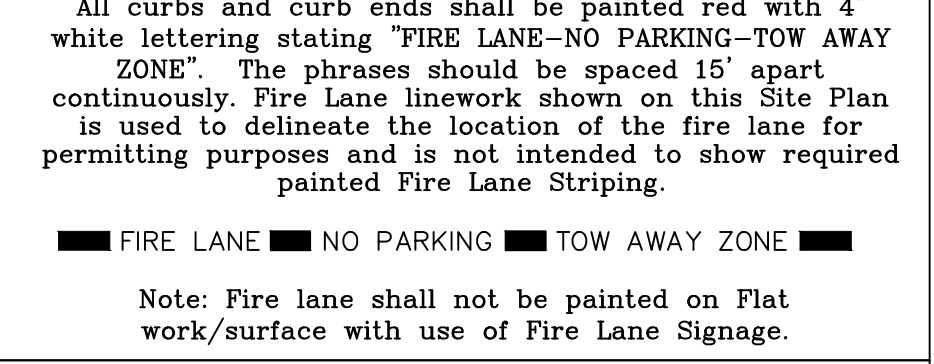 All curbs and curb ends shall be painted red with 4"
white lettering stating "FIRE LANE–NO PARKING–TOW AWAY
ZONE". The phrases should be spaced 15' apart
continuously. Fire Lane linework shown on this Site Plan
is used to delineate the location of the fire lane for
permitting purposes and is not intended to show required
painted Fire Lane Striping.
FIRE LANE NO PARKING TOW AWAY ZONE
Note: Fire lane shall not be painted on Flat
work/surface with use of Fire Lane Signage.